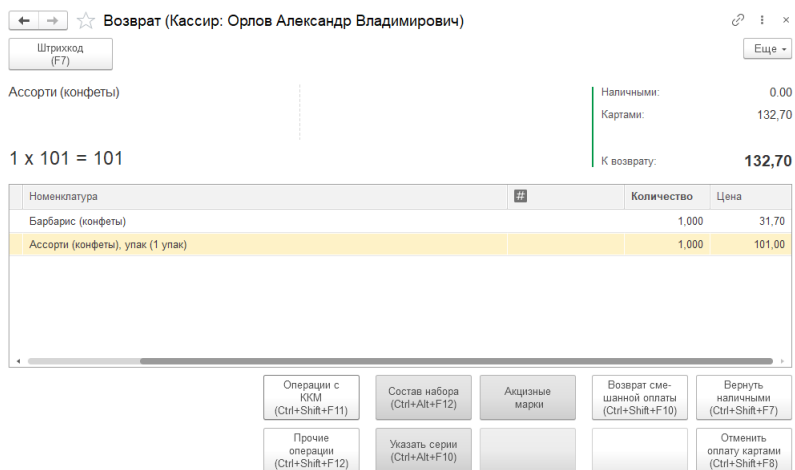 Возврат (Кассир: Орлов Александр Владимирович)
Штрихкод
(F7)
Еще
Ассорти (конфеты)
Наличными: 0.00
Картами: 132,70
1 x 101 = 101
К возврату: 132,70
Номенклатура # Количество Цена
Барбарис (конфеты) 1,000 31,70
Ассорти (конфеты), упак (1 упак) 1,000 101,00
Операции с
ККМ
(Ctrl+Shift+F11)
Состав набора
(Ctrl+Alt+F12)
Акцизные
марки
Возврат сме-
шанной оплаты
(Ctrl+Shift+F10)
Вернуть
наличными
(Ctrl+Shift+F7)
Прочие
операции
(Ctrl+Shift+F12)
Указать серии
(Ctrl+Alt+F10)
Отменить
оплату картами
(Ctrl+Shift+F8)